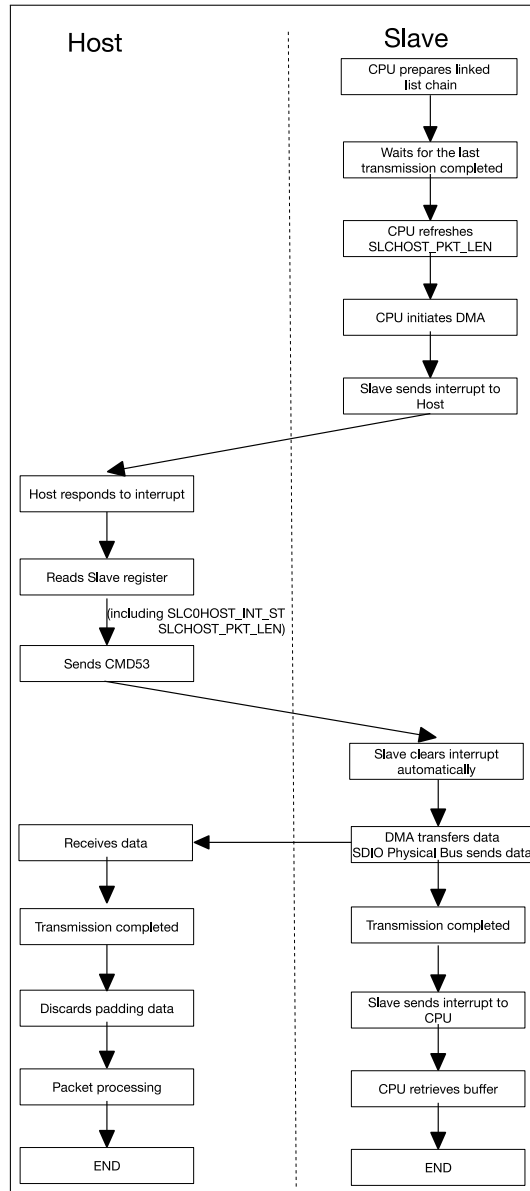 Host
Slave
CPU prepares linked
list chain
Waits for the last
transmission completed
CPU refreshes
SLCHOST_PKT_LEN
CPU initiates DMA
Slave sends interrupt to
Host
Host responds to interrupt
Reads Slave register
(including SLC0HOST_INT_ST
SLCHOST_PKT_LEN)
Sends CMD53
Slave clears interrupt
automatically
Receives data
DMA transfers data
SDIO Physical Bus sends data
Transmission completed
Transmission completed
Discards padding data
Slave sends interrupt to
CPU
Packet processing
CPU retrieves buffer
END
END